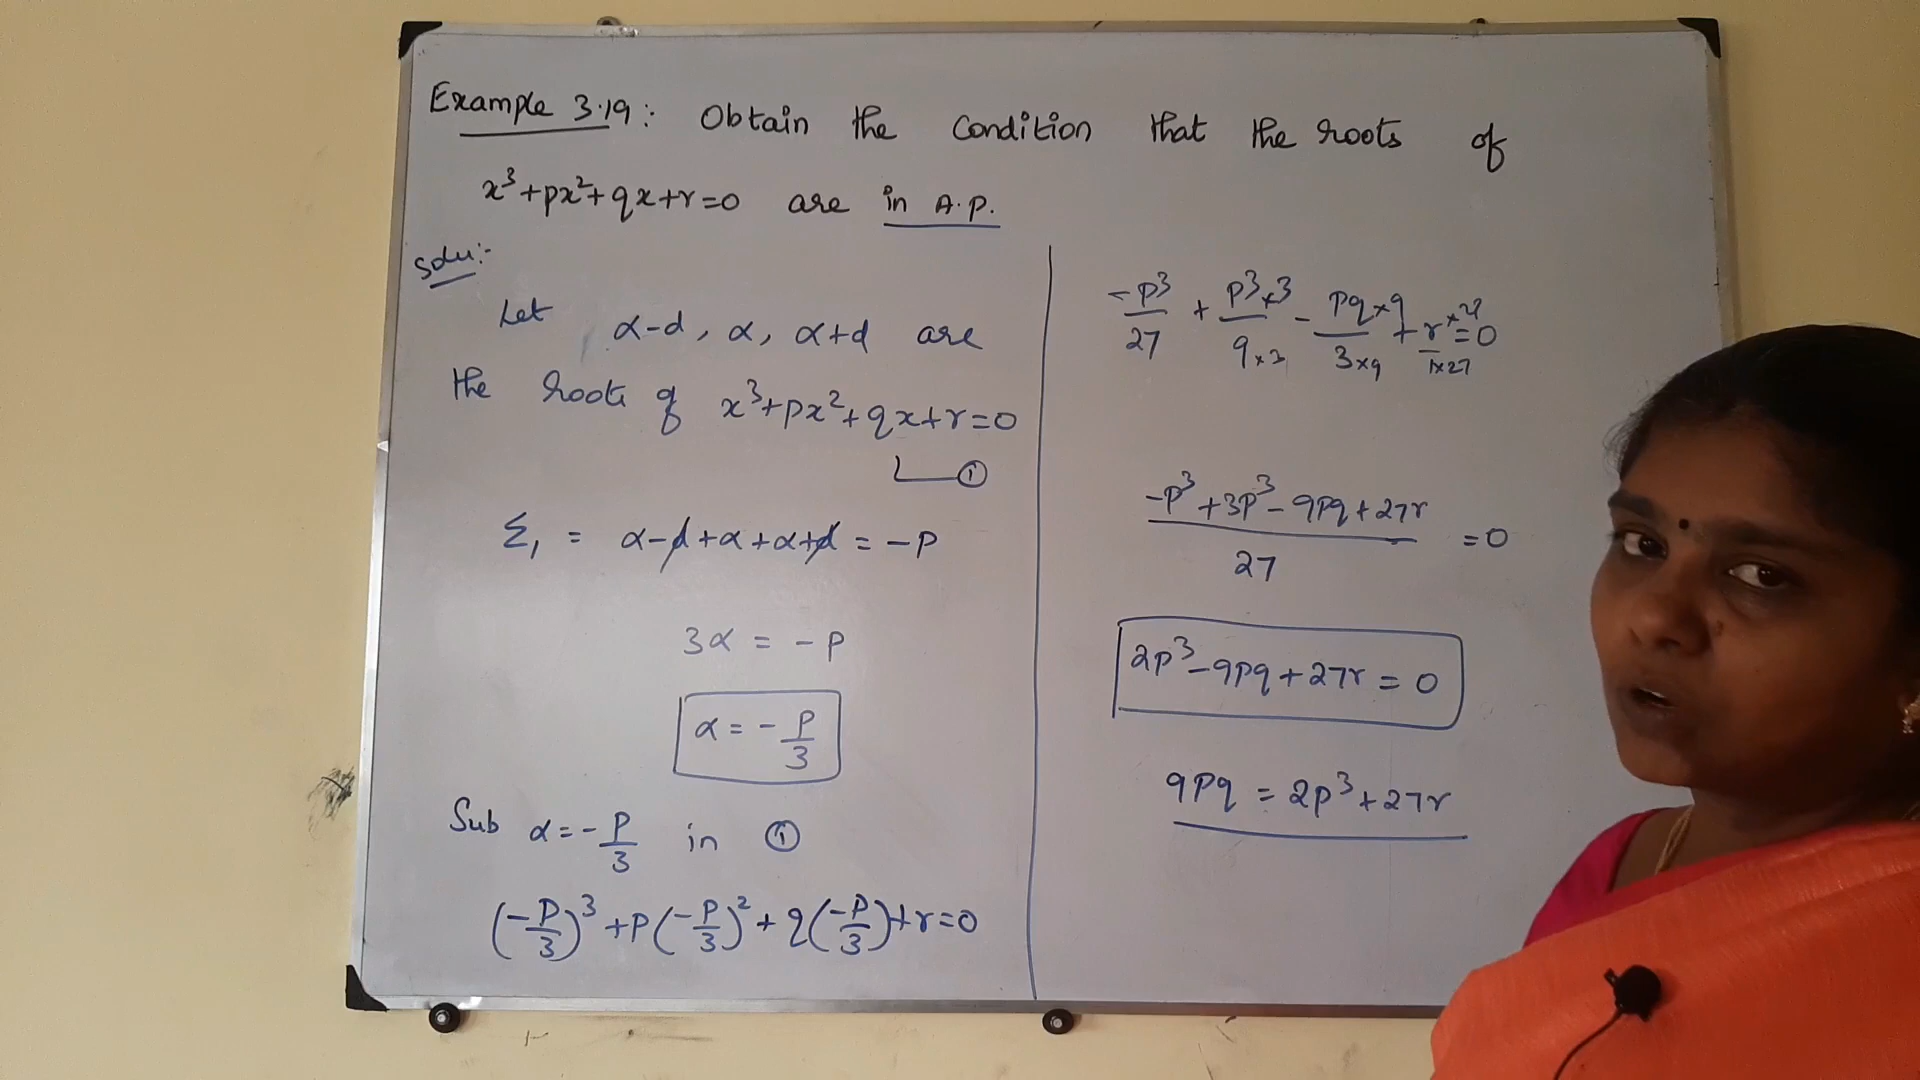 Example 3.19: Obtain the condition that the roots of
x³+px²+qx+r=0 are in A.P.
Solu:-
Let α-d, α, α+d are
the roots of x³+px²+qx+r=0
①
Σ₁ = α-d+α+α+d = -p
3α = -p
α = -p/3
Sub α = -p/3 in ①
(-p/3)³+p(-p/3)²+q(-p/3)+r=0
-p³/27 + p³×3/9×3 - pq×9/3×9 + r×27/1×27 = 0
-p³+3p³-9pq+27r/27 = 0
2p³-9pq+27r = 0
9pq = 2p³+27r